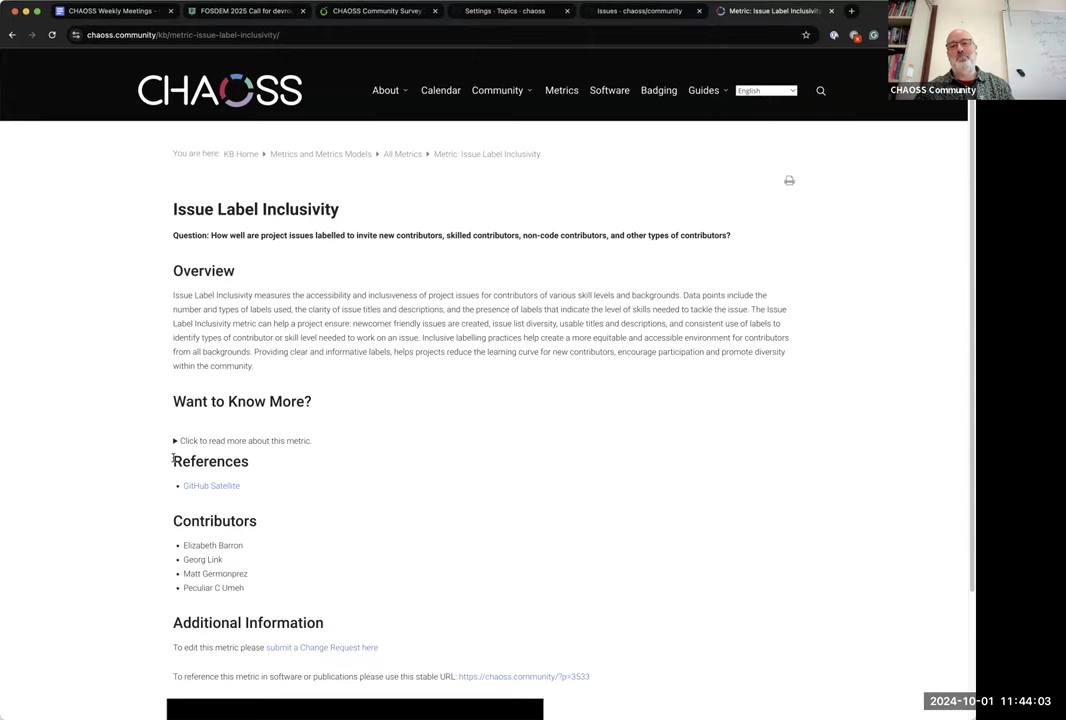 CHAOSS Weekly Meetings -
FOSDEM 2025 Call for devroo
CHAOSS Community Survey
Settings · Topics · chaoss
Issues · chaoss/community
Metric: Issue Label Inclusivity
chaoss.community/kb/metric-issue-label-inclusivity/
CHAOSS
About
Calendar
Community
Metrics
Software
Badging
Guides
English
CHAOSS Community
You are here: KB Home Metrics and Metrics Models All Metrics Metric: Issue Label Inclusivity
Issue Label Inclusivity
Question: How well are project issues labelled to invite new contributors, skilled contributors, non-code contributors, and other types of contributors?
Overview
Issue Label Inclusivity measures the accessibility and inclusiveness of project issues for contributors of various skill levels and backgrounds. Data points include the
number and types of labels used, the clarity of issue titles and descriptions, and the presence of labels that indicate the level of skills needed to tackle the issue. The Issue
Label Inclusivity metric can help a project ensure: newcomer friendly issues are created, issue list diversity, usable titles and descriptions, and consistent use of labels to
identify types of contributor or skill level needed to work on an issue. Inclusive labelling practices help create a more equitable and accessible environment for contributors
from all backgrounds. Providing clear and informative labels, helps projects reduce the learning curve for new contributors, encourage participation and promote diversity
within the community.
Want to Know More?
Click to read more about this metric.
References
• GitHub Satellite
Contributors
• Elizabeth Barron
• Georg Link
• Matt Germonprez
• Peculiar C Umeh
Additional Information
To edit this metric please submit a Change Request here
To reference this metric in software or publications please use this stable URL: https://chaoss.community/?p=3533
2024-10-01 11:44:03